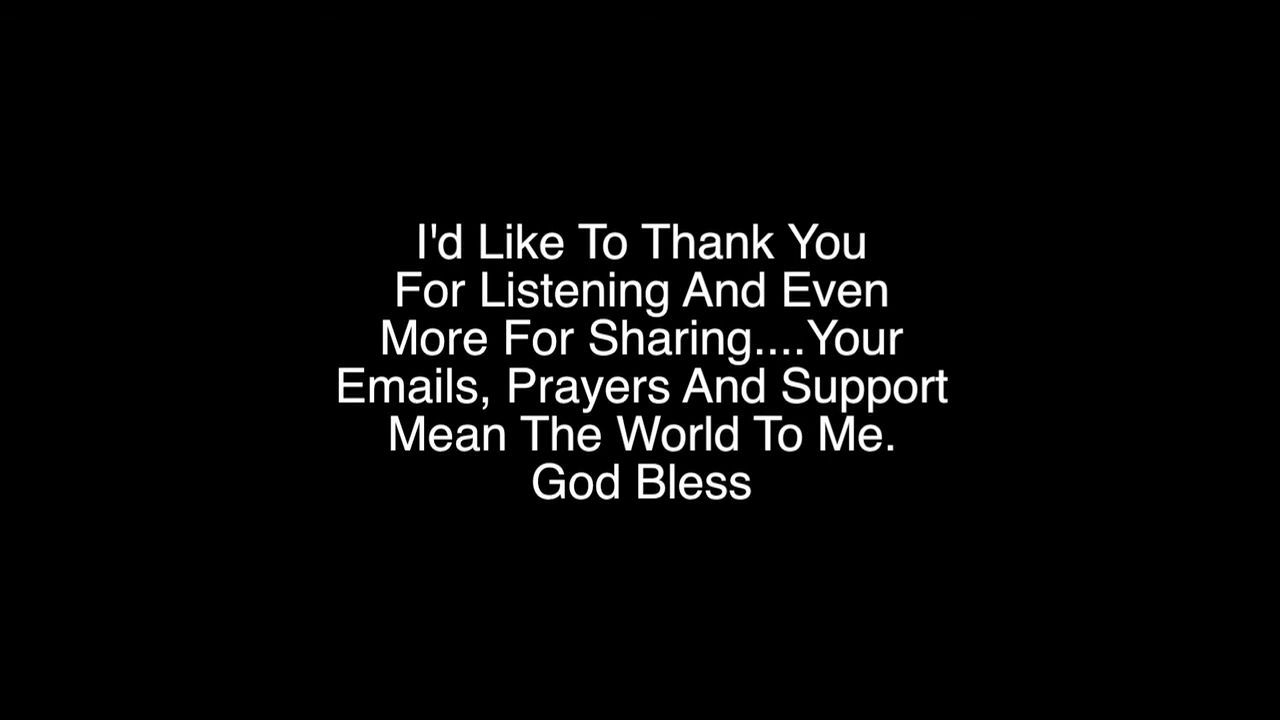 I'd Like To Thank You
For Listening And Even
More For Sharing....Your
Emails, Prayers And Support
Mean The World To Me.
God Bless